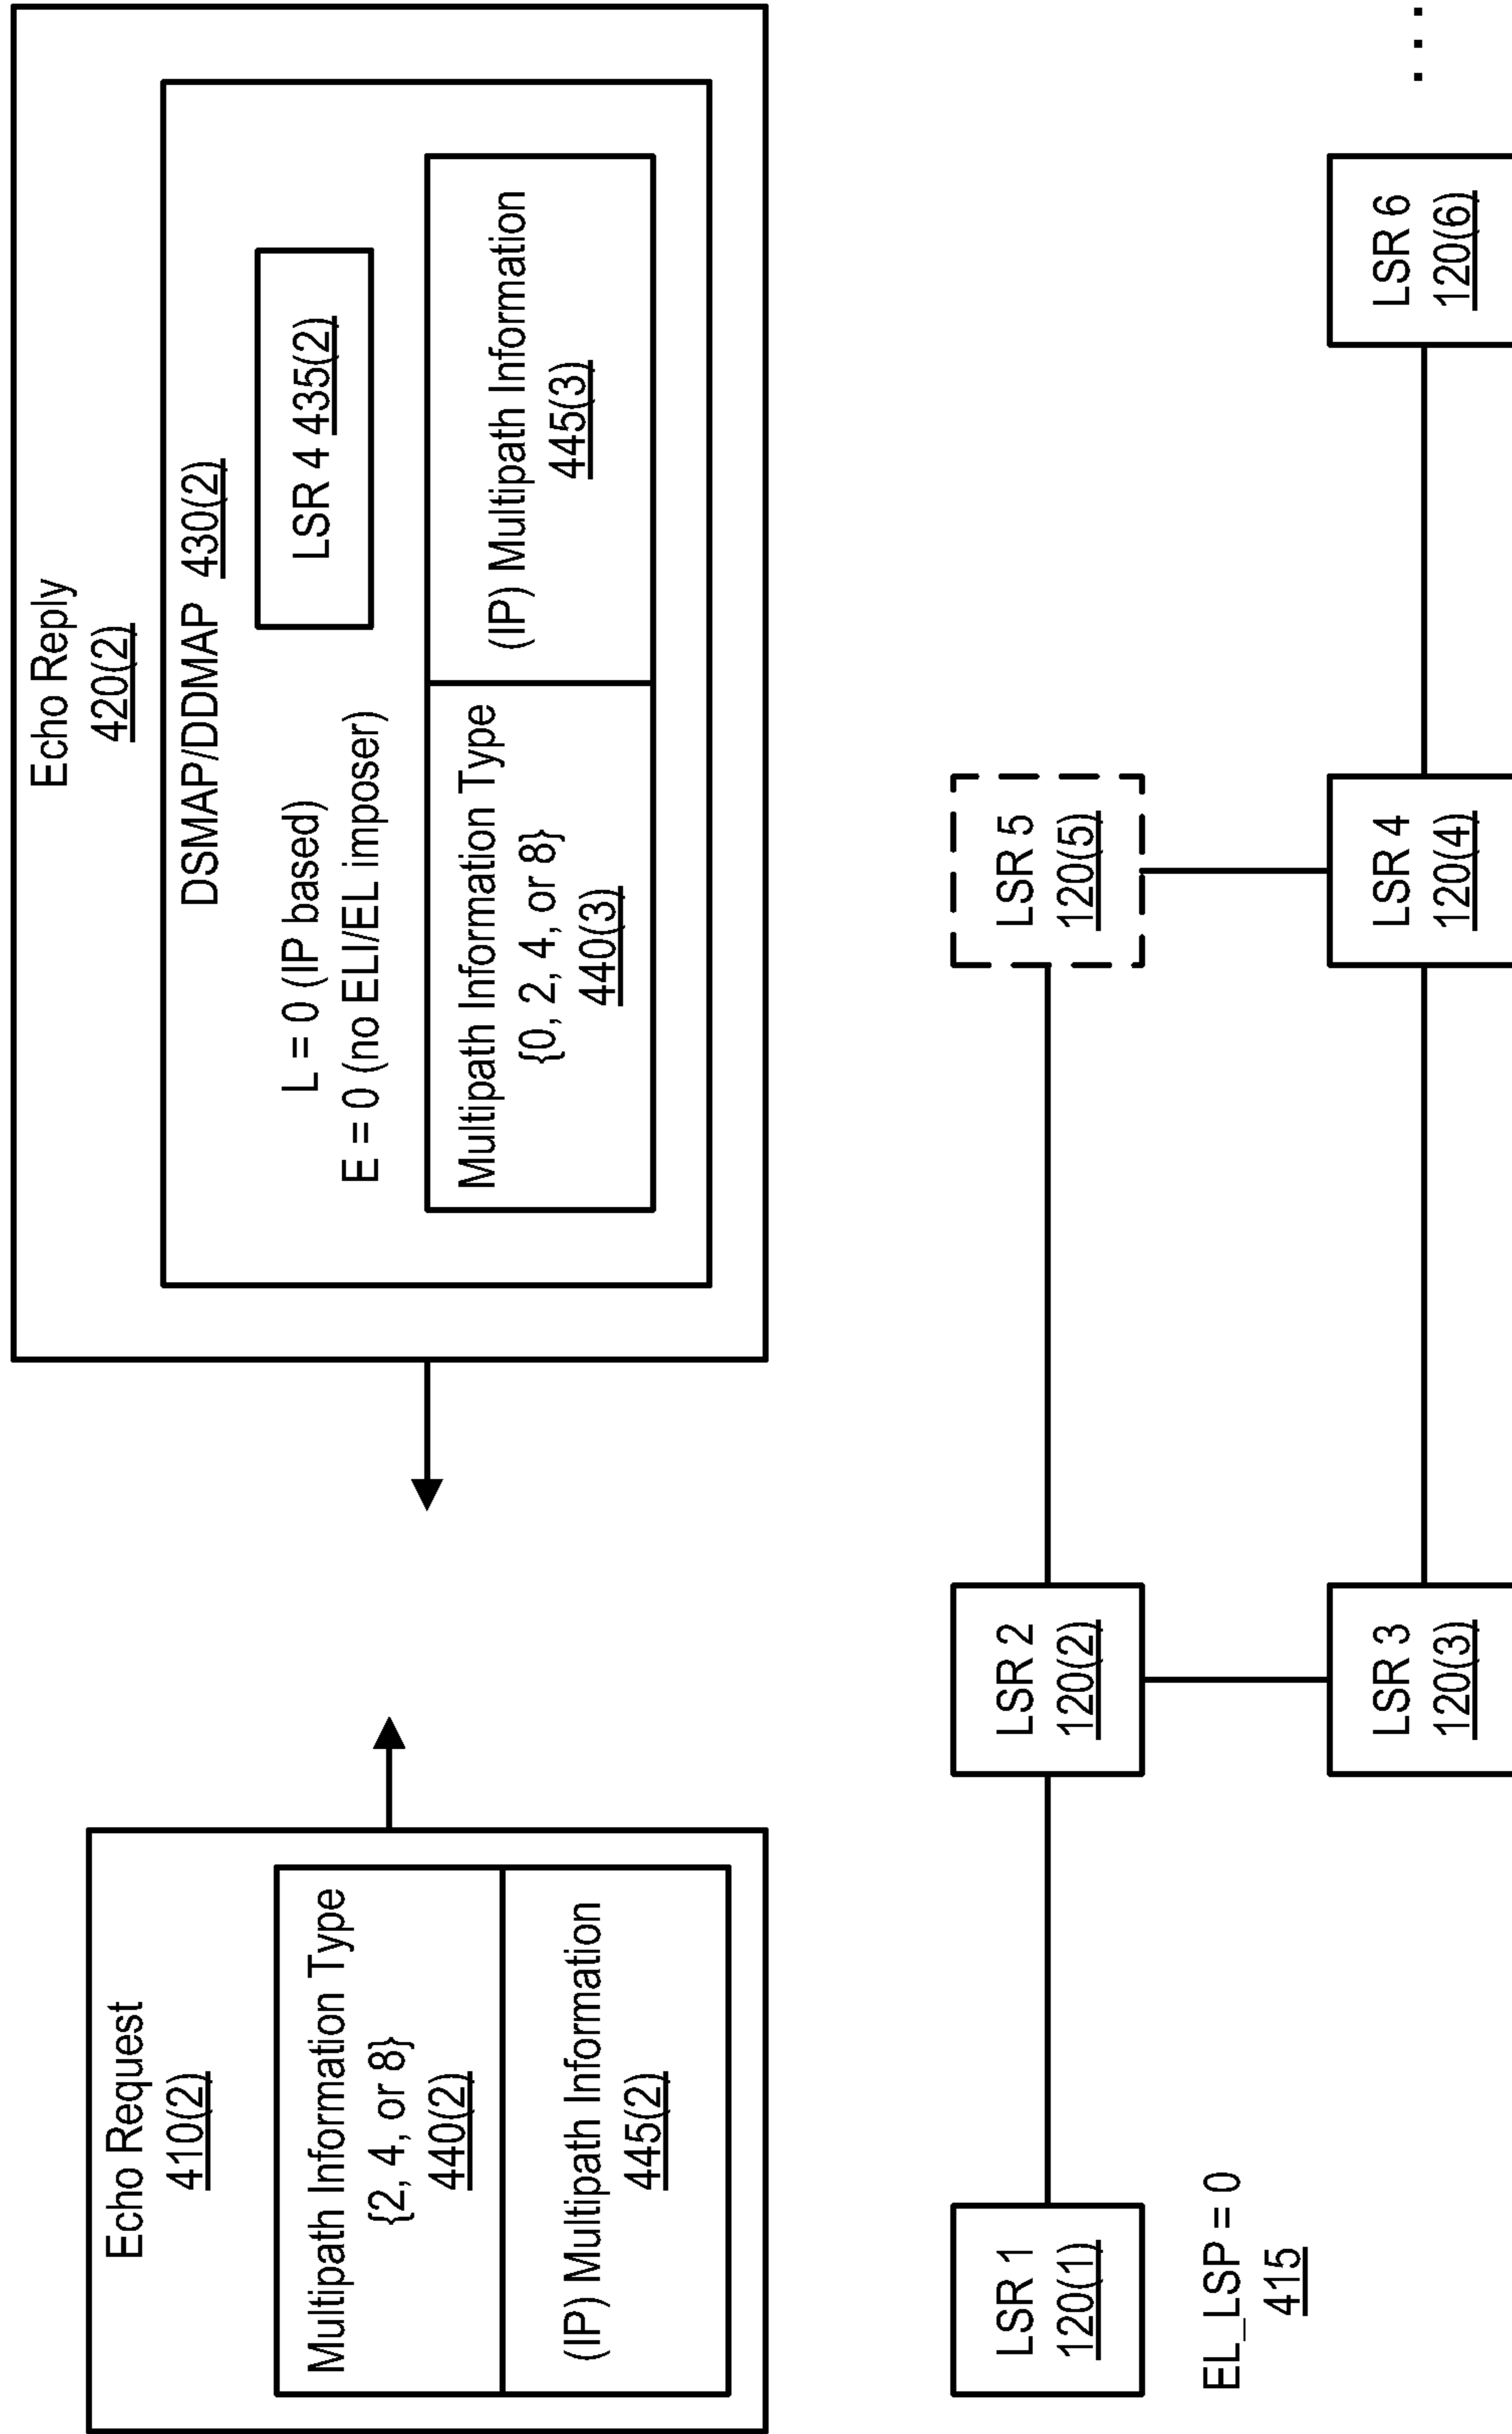 Echo Request
410(2)
Multipath Information Type
{2, 4, or 8}
440(2)
(IP) Multipath Information
445(2)
Echo Reply
420(2)
DSMAP/DDMAP 430(2)
L = 0 (IP based)
E = 0 (no ELI/EL imposer)
LSR 4 435(2)
Multipath Information Type
{0, 2, 4, or 8}
440(3)
(IP) Multipath Information
445(3)
LSR 1
120(1)
EL_LSP = 0
415
LSR 2
120(2)
LSR 5
120(5)
LSR 3
120(3)
LSR 4
120(4)
LSR 6
120(6)
. . .